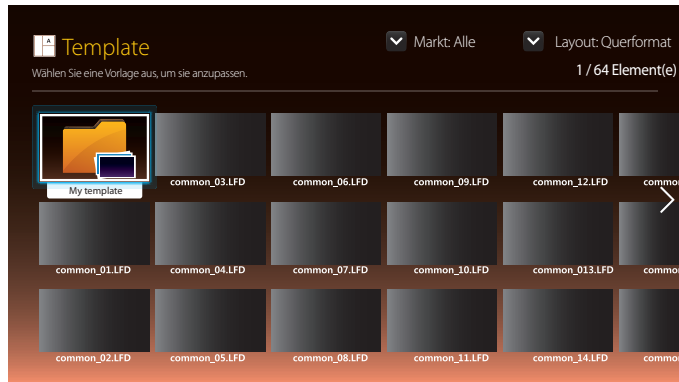 Template
Markt: Alle
Layout: Querformat
Wählen Sie eine Vorlage aus, um sie anzupassen.
1 / 64 Element(e)
My template
common_03.LFD
common_06.LFD
common_09.LFD
common_12.LFD
common_01.LFD
common_04.LFD
common_07.LFD
common_10.LFD
common_013.LFD
common_02.LFD
common_05.LFD
common_08.LFD
common_11.LFD
common_14.LFD